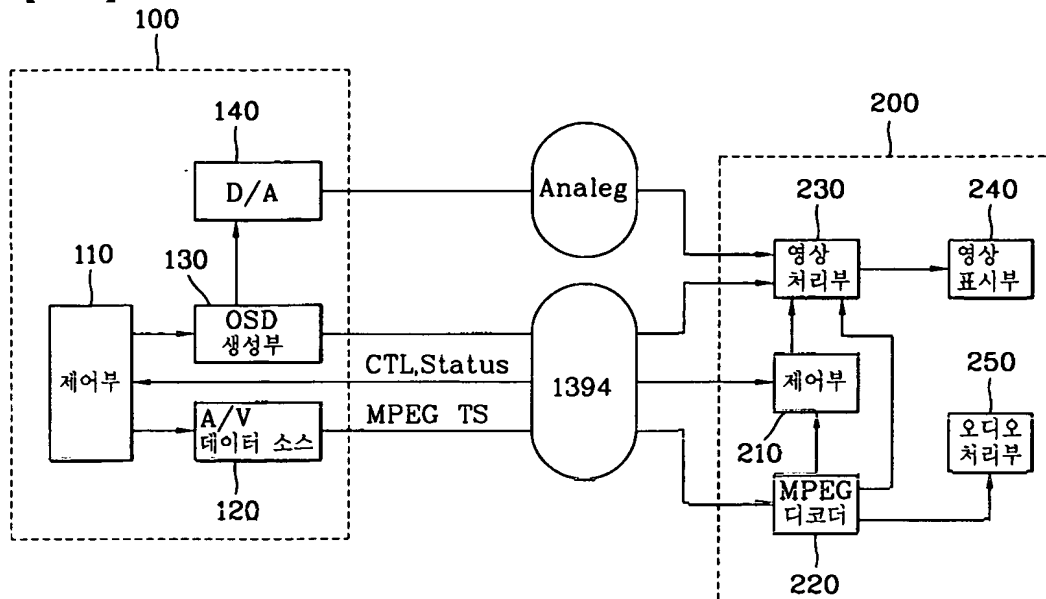 100
140
D/A
Analeg
200
230
240
영상
처리부
영상
표시부
110
130
OSD
생성부
제어부
CTL,Status
1394
제어부
210
250
오디오
처리부
A/V
데이터 소스
MPEG TS
120
MPEG
디코더
220